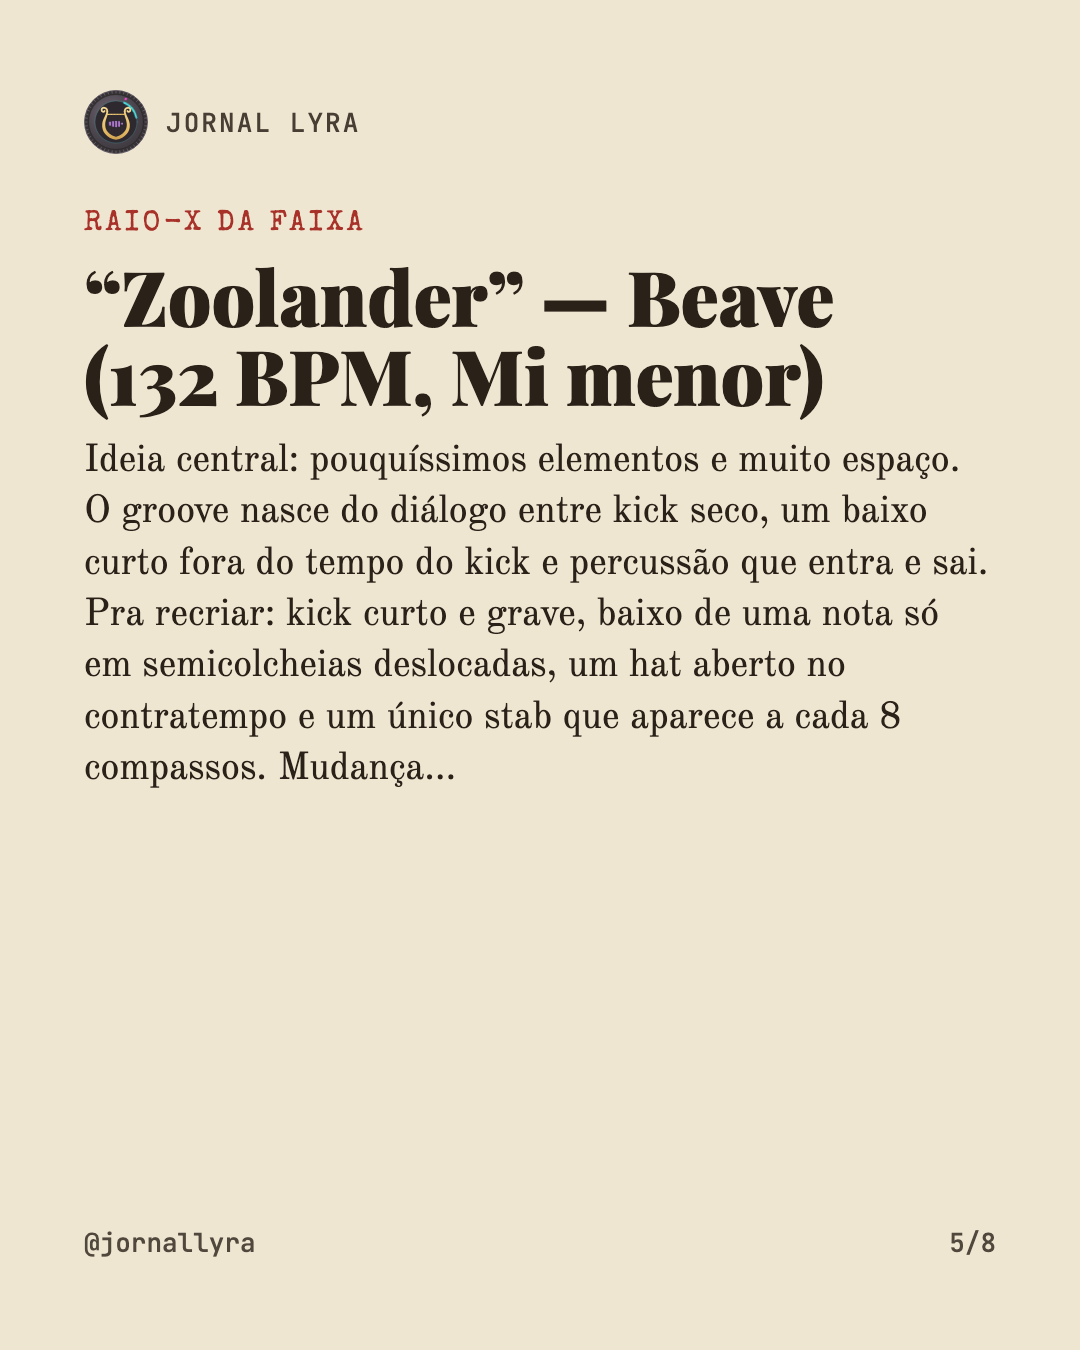 JORNAL LYRA
RAIO-X DA FAIXA
“Zoolander” — Beave
(132 BPM, Mi menor)
Ideia central: pouquíssimos elementos e muito espaço.
O groove nasce do diálogo entre kick seco, um baixo
curto fora do tempo do kick e percussão que entra e sai.
Pra recriar: kick curto e grave, baixo de uma nota só
em semicolcheias deslocadas, um hat aberto no
contratempo e um único stab que aparece a cada 8
compassos. Mudança...
@jornallyra
5/8